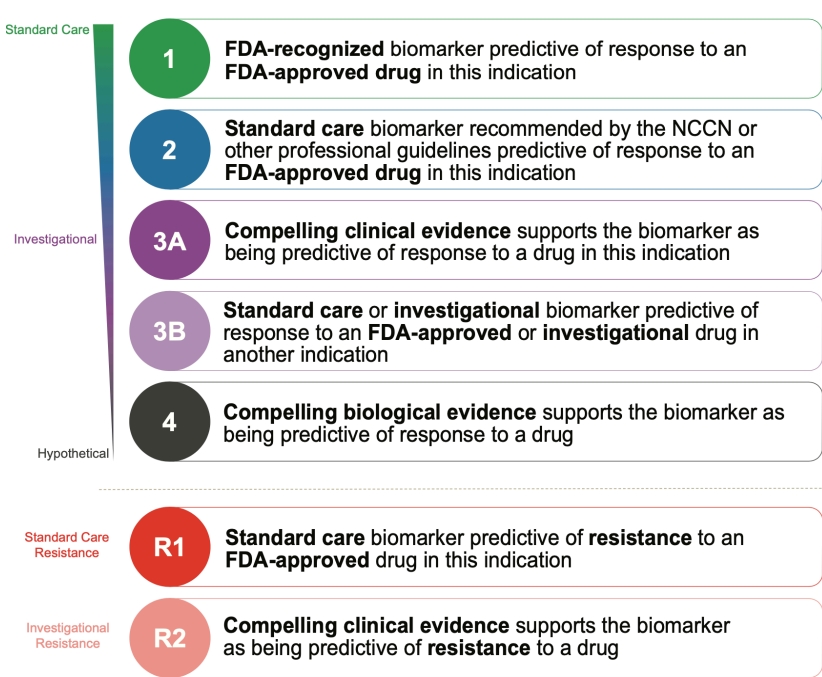 Standard Care
1
FDA-recognized biomarker predictive of response to an
FDA-approved drug in this indication
2
Standard care biomarker recommended by the NCCN or
other professional guidelines predictive of response to an
FDA-approved drug in this indication
Investigational
3A
Compelling clinical evidence supports the biomarker as
being predictive of response to a drug in this indication
3B
Standard care or investigational biomarker predictive of
response to an FDA-approved or investigational drug in
another indication
4
Compelling biological evidence supports the biomarker as
being predictive of response to a drug
Hypothetical
Standard Care
Resistance
R1
Standard care biomarker predictive of resistance to an
FDA-approved drug in this indication
Investigational
Resistance
R2
Compelling clinical evidence supports the biomarker
as being predictive of resistance to a drug